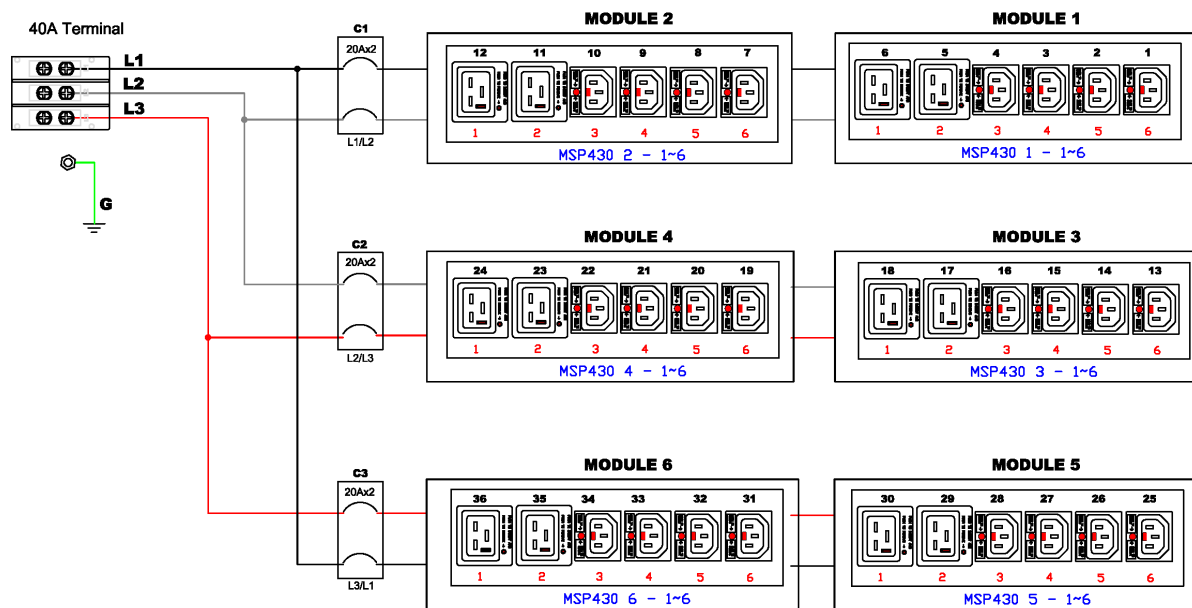 40A Terminal
L1
L2
L3
G
C1
20Ax2
L1/L2
MODULE 2
12 11 10 9 8 7
1 2 3 4 5 6
MSP430 2 - 1~6
MODULE 1
6 5 4 3 2 1
1 2 3 4 5 6
MSP430 1 - 1~6
C2
20Ax2
L2/L3
MODULE 4
24 23 22 21 20 19
1 2 3 4 5 6
MSP430 4 - 1~6
MODULE 3
18 17 16 15 14 13
1 2 3 4 5 6
MSP430 3 - 1~6
C3
20Ax2
L3/L1
MODULE 6
36 35 34 33 32 31
1 2 3 4 5 6
MSP430 6 - 1~6
MODULE 5
30 29 28 27 26 25
1 2 3 4 5 6
MSP430 5 - 1~6